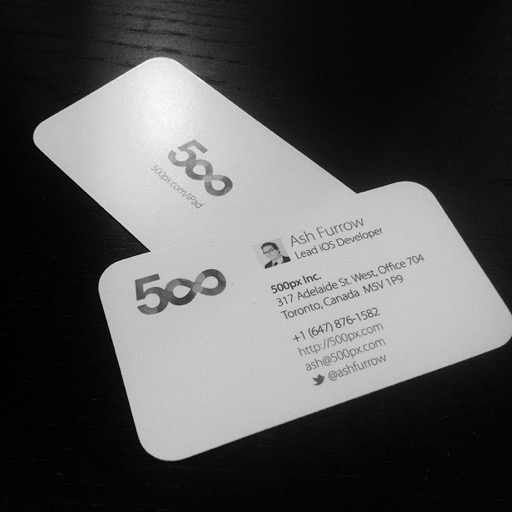 500
500px.com/iPad
500
Ash Furrow
Lead iOS Developer
500px Inc.
317 Adelaide St. West, Office 704
Toronto, Canada M5V 1P9
+1 (647) 876-1582
http://500px.com
ash@500px.com
@ashfurrow